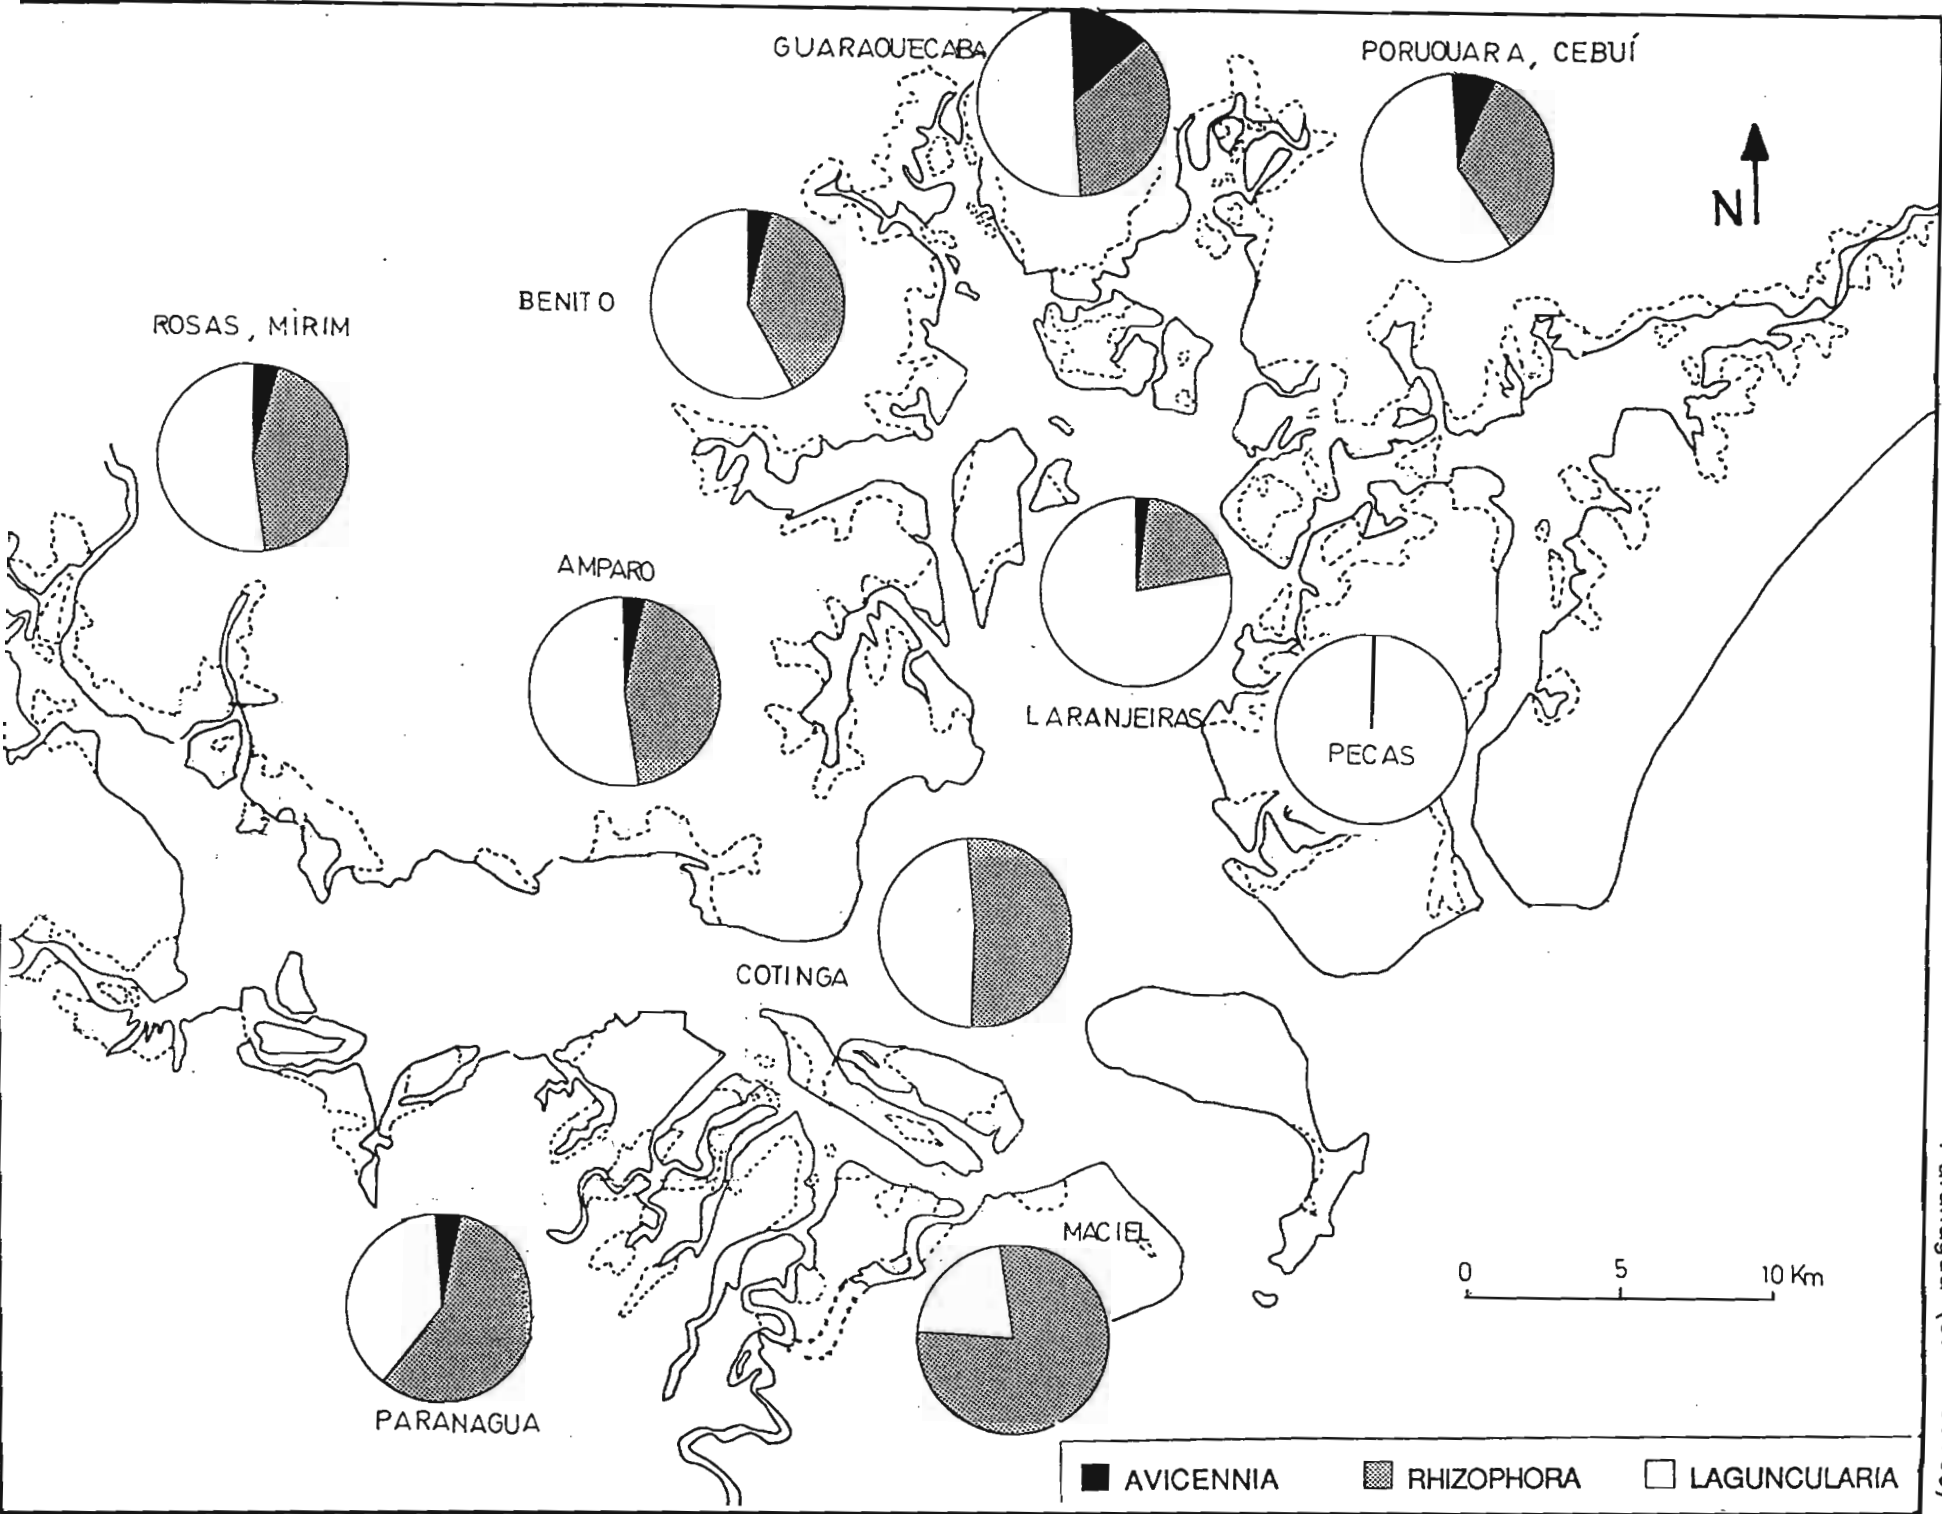 GUARAQUECABA
PORUQUARA, CEBUÍ
N
BENITO
ROSAS, MIRIM
AMPARO
LARANJEIRAS
PECAS
COTINGA
MACIEL
0 5 10 Km
PARANAGUA
AVICENNIA RHIZOPHORA LAGUNCULARIA